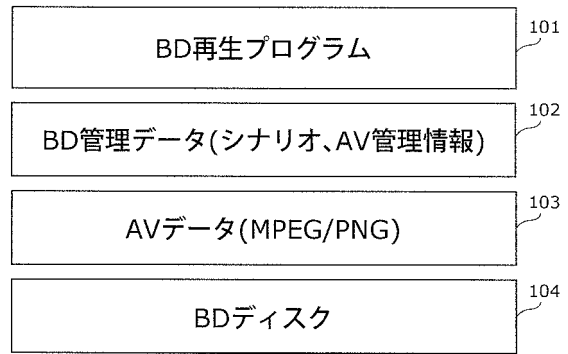 BD再生プログラム
101
BD管理データ(シナリオ、AV管理情報)
102
AVデータ(MPEG/PNG)
103
BDディスク
104